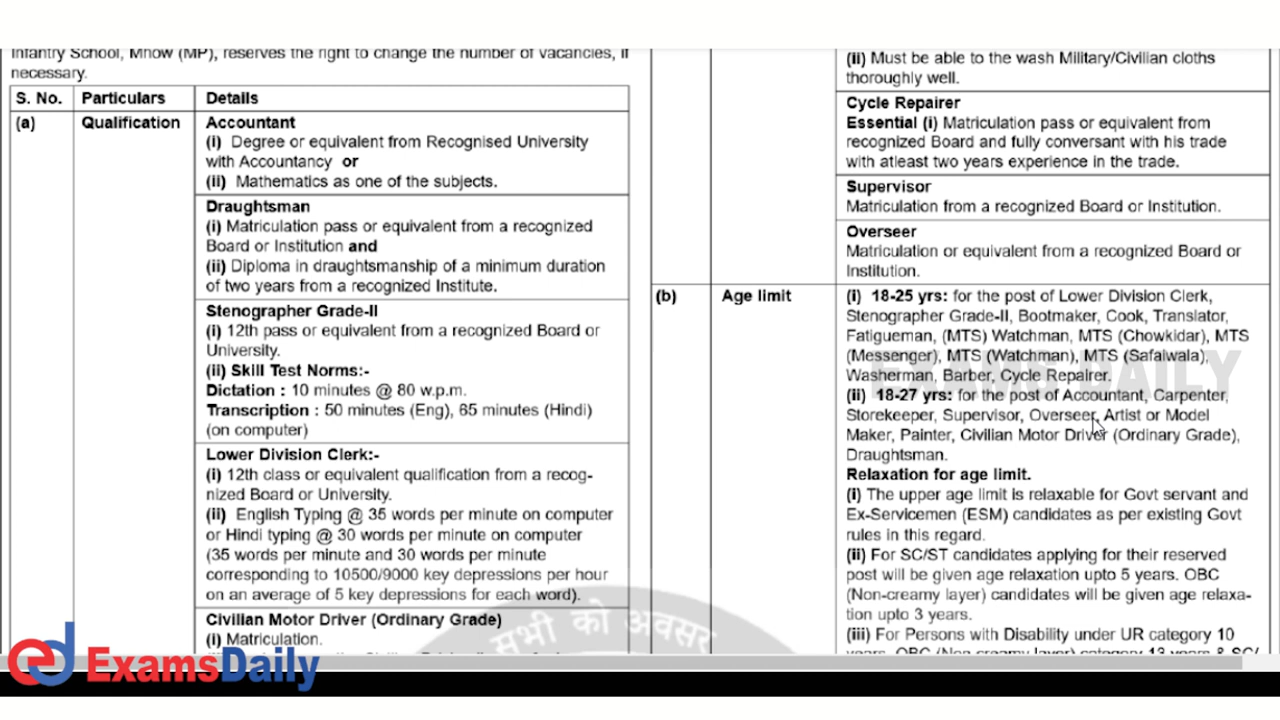 Infantry School, Mhow (MP), reserves the right to change the number of vacancies, if
necessary.
S. No. Particulars Details
(a) Qualification Accountant
(i) Degree or equivalent from Recognised University
with Accountancy or
(ii) Mathematics as one of the subjects.
Draughtsman
(i) Matriculation pass or equivalent from a recognized
Board or Institution and
(ii) Diploma in draughtsmanship of a minimum duration
of two years from a recognized Institute.
Stenographer Grade-II
(i) 12th pass or equivalent from a recognized Board or
University.
(ii) Skill Test Norms:-
Dictation : 10 minutes @ 80 w.p.m.
Transcription : 50 minutes (Eng), 65 minutes (Hindi)
(on computer)
Lower Division Clerk:-
(i) 12th class or equivalent qualification from a recog-
nized Board or University.
(ii) English Typing @ 35 words per minute on computer
or Hindi typing @ 30 words per minute on computer
(35 words per minute and 30 words per minute
corresponding to 10500/9000 key depressions per hour
on an average of 5 key depressions for each word).
Civilian Motor Driver (Ordinary Grade)
(i) Matriculation.
(ii) Must be able to the wash Military/Civilian cloths
thoroughly well.
Cycle Repairer
Essential (i) Matriculation pass or equivalent from
recognized Board and fully conversant with his trade
with atleast two years experience in the trade.
Supervisor
Matriculation from a recognized Board or Institution.
Overseer
Matriculation or equivalent from a recognized Board or
Institution.
(b) Age limit (i) 18-25 yrs: for the post of Lower Division Clerk,
Stenographer Grade-II, Bootmaker, Cook, Translator,
Fatigueman, (MTS) Watchman, MTS (Chowkidar), MTS
(Messenger), MTS (Watchman), MTS (Safaiwala),
Washerman, Barber, Cycle Repairer.
(ii) 18-27 yrs: for the post of Accountant, Carpenter,
Storekeeper, Supervisor, Overseer, Artist or Model
Maker, Painter, Civilian Motor Driver (Ordinary Grade),
Draughtsman.
Relaxation for age limit.
(i) The upper age limit is relaxable for Govt servant and
Ex-Servicemen (ESM) candidates as per existing Govt
rules in this regard.
(ii) For SC/ST candidates applying for their reserved
post will be given age relaxation upto 5 years. OBC
(Non-creamy layer) candidates will be given age relaxa-
tion upto 3 years.
(iii) For Persons with Disability under UR category 10
years, OBC (Non creamy layer) category 13 years & SC/
EXAMS DAILY
सभी को अवसर
ed ExamsDaily